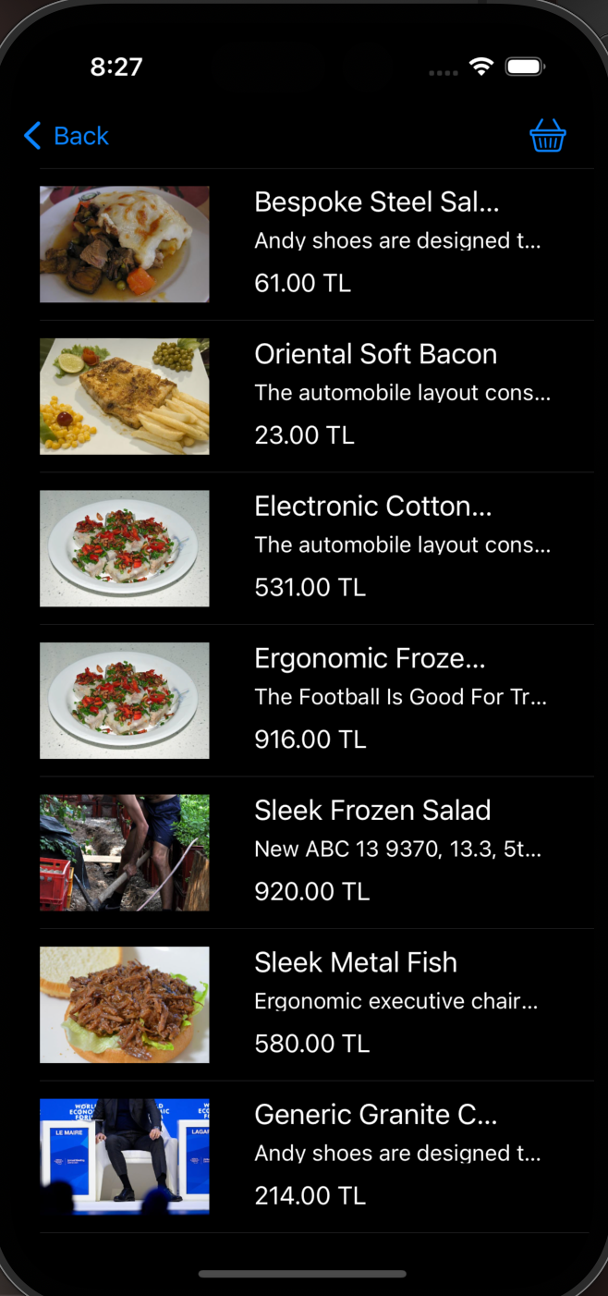 8:27
Back
Bespoke Steel Sal...
Andy shoes are designed t...
61.00 TL
Oriental Soft Bacon
The automobile layout cons...
23.00 TL
Electronic Cotton...
The automobile layout cons...
531.00 TL
Ergonomic Froze...
The Football Is Good For Tr...
916.00 TL
Sleek Frozen Salad
New ABC 13 9370, 13.3, 5t...
920.00 TL
Sleek Metal Fish
Ergonomic executive chair...
580.00 TL
LE MAIRE
LAGAR
Generic Granite C...
Andy shoes are designed t...
214.00 TL